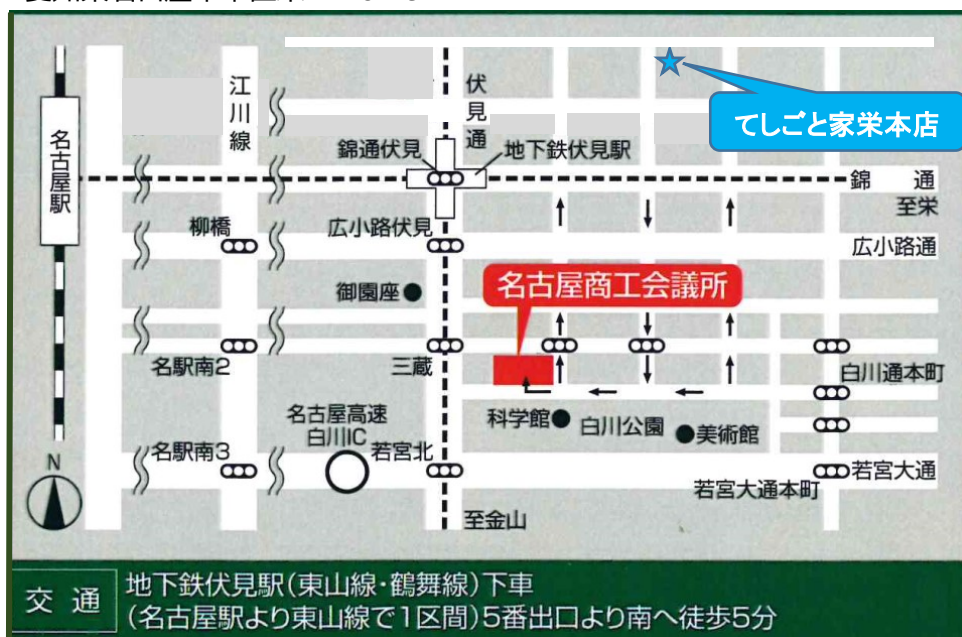 てしごと家栄本店
江川線
伏見通
名古屋駅
錦通伏見
地下鉄伏見駅
錦 通
至栄
柳橋
広小路伏見
広小路通
御園座
名古屋商工会議所
名駅南2
三蔵
白川通本町
名古屋高速
白川IC
科学館
白川公園
美術館
N
名駅南3
若宮北
若宮大通
若宮大通本町
至金山
交 通
地下鉄伏見駅(東山線・鶴舞線)下車
(名古屋駅より東山線で1区間)5番出口より南へ徒歩5分